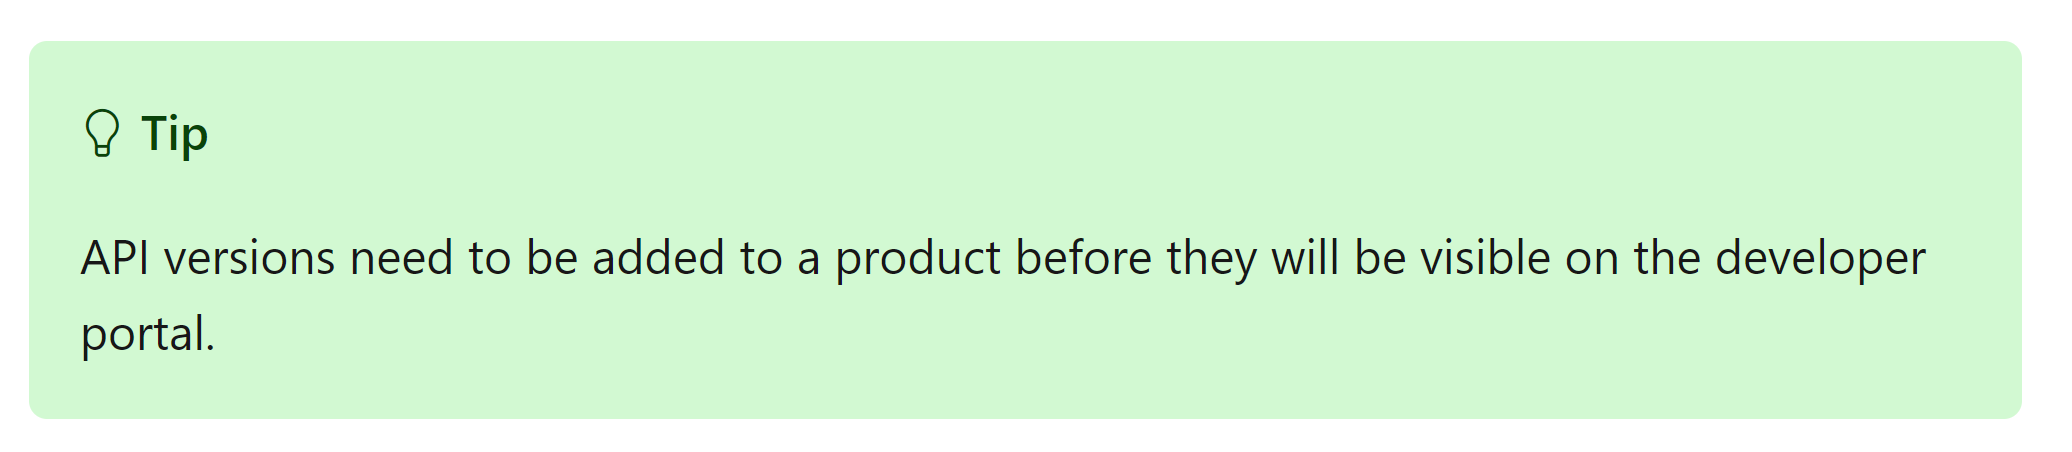 Tip
API versions need to be added to a product before they will be visible on the developer
portal.